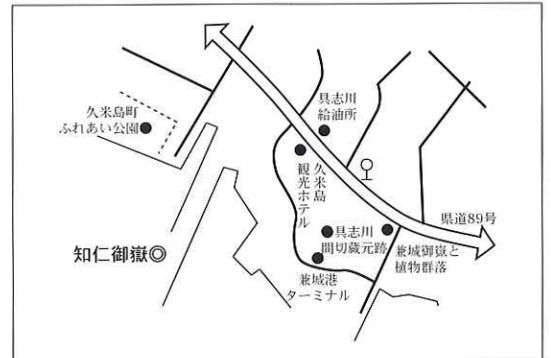 具志川
給油所
久米島町
ふれあい公園
久米島
観光ホテル
県道89号
知仁御嶽◎
具志川
間切蔵元跡
兼城御嶽と
植物群落
兼城港
ターミナル